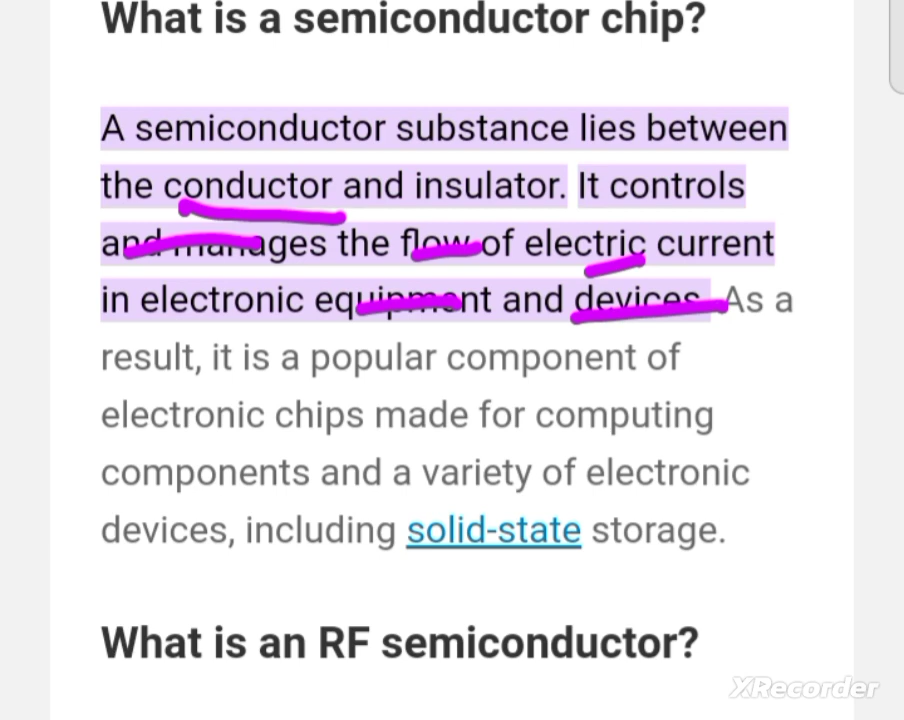 What is a semiconductor chip?
A semiconductor substance lies between
the conductor and insulator. It controls
and manages the flow of electric current
in electronic equipment and devices. As a
result, it is a popular component of
electronic chips made for computing
components and a variety of electronic
devices, including solid-state storage.
What is an RF semiconductor?
XRecorder